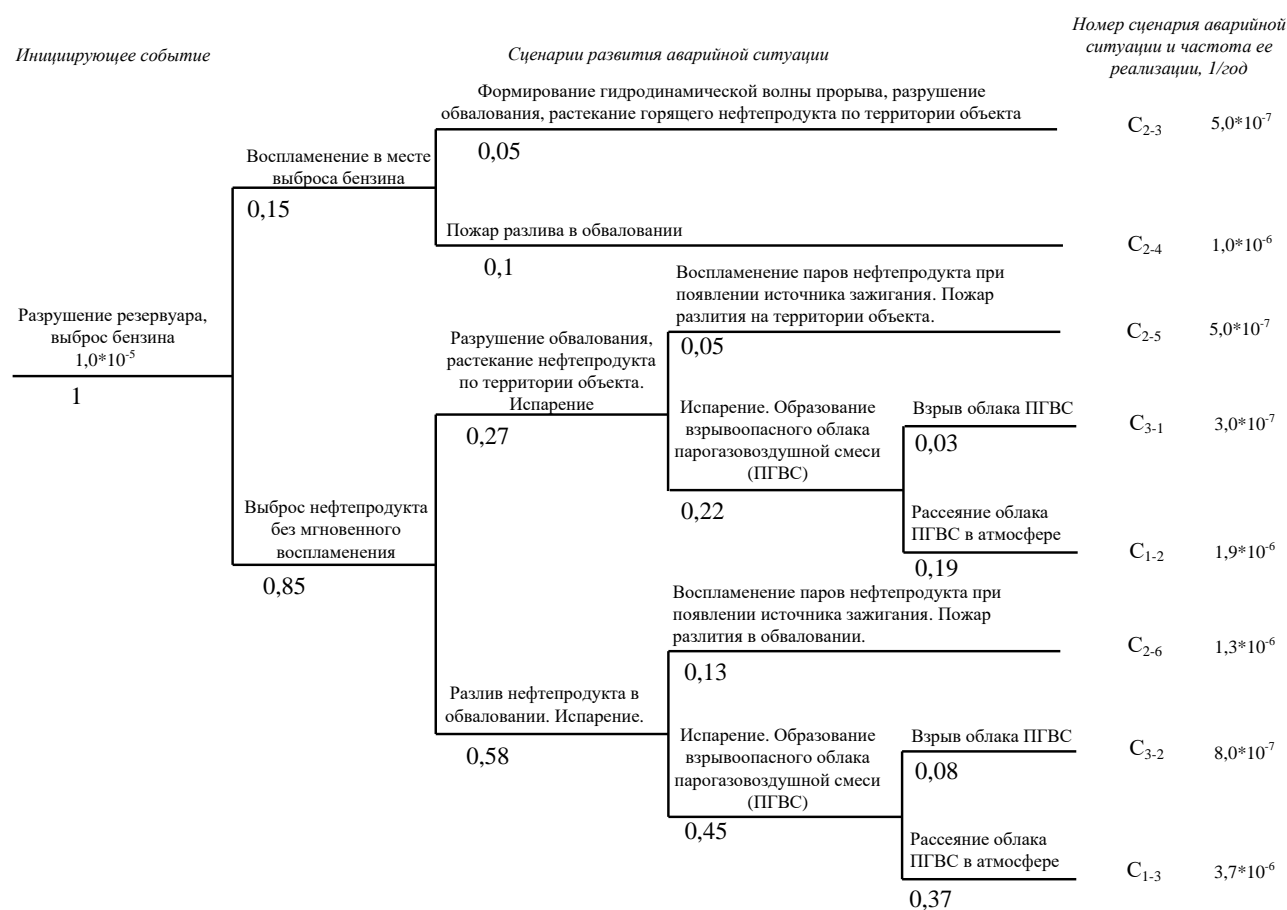 Инициирующее событие
Сценарии развития аварийной ситуации
Номер сценария аварийной
ситуации и частота ее
реализации, 1/год
Формирование гидродинамической волны прорыва, разрушение
обвалования, растекание горящего нефтепродукта по территории объекта
0,05
С2-3 5,0*10-7
Воспламенение в месте
выброса бензина
0,15
Пожар разлива в обваловании
0,1
С2-4 1,0*10-6
Разрушение резервуара,
выброс бензина
1,0*10-5
1
Воспламенение паров нефтепродукта при
появлении источника зажигания. Пожар
разлития на территории объекта.
0,05
С2-5 5,0*10-7
Разрушение обвалования,
растекание нефтепродукта
по территории объекта.
Испарение
0,27
Испарение. Образование
взрывоопасного облака
парогазовоздушной смеси
(ПГВС)
0,22
Взрыв облака ПГВС
0,03
С3-1 3,0*10-7
Рассеяние облака
ПГВС в атмосфере
0,19
С1-2 1,9*10-6
Выброс нефтепродукта
без мгновенного
воспламенения
0,85
Воспламенение паров нефтепродукта при
появлении источника зажигания. Пожар
разлития в обваловании.
0,13
С2-6 1,3*10-6
Разлив нефтепродукта в
обваловании. Испарение.
0,58
Испарение. Образование
взрывоопасного облака
парогазовоздушной смеси
(ПГВС)
0,45
Взрыв облака ПГВС
0,08
С3-2 8,0*10-7
Рассеяние облака
ПГВС в атмосфере
0,37
С1-3 3,7*10-6